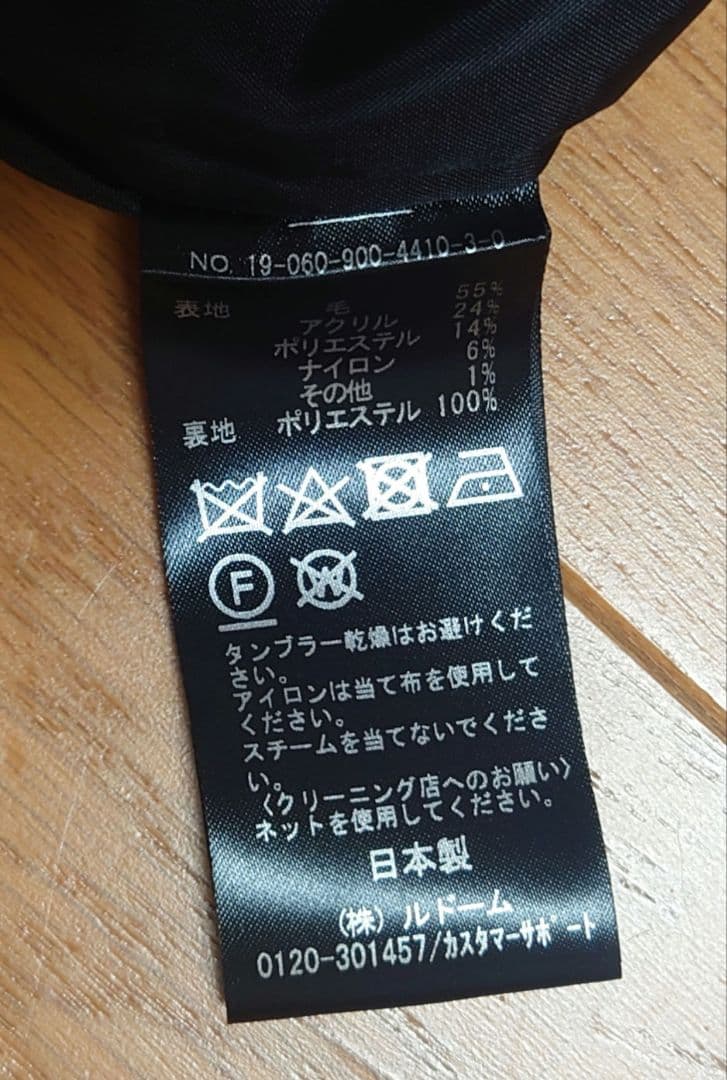 NO. 19-060-900-4410-3-0
表地 毛 55%
アクリル 24%
ポリエステル 14%
ナイロン 6%
その他 1%
裏地 ポリエステル 100%
F
W
タンブラー乾燥はお避けくだ
さい。
アイロンは当て布を使用して
ください。
スチームを当てないでくださ
い。
〈クリーニング店へのお願い〉
ネットを使用してください。
日本製
(株) ルドーム
0120-301457/カスタマーサポート